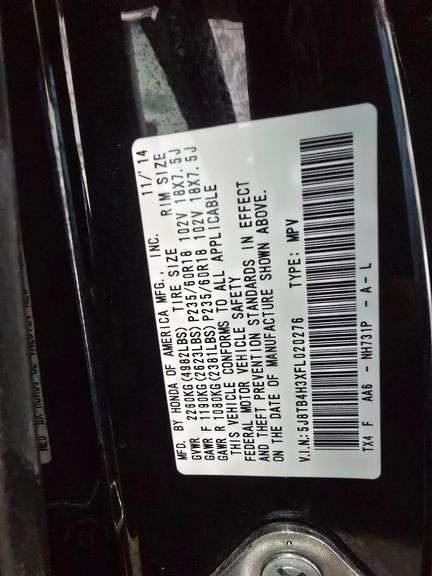 MFD. BY HONDA OF AMERICA MFG., INC. 11/'14
GVWR 2260KG(4982LBS) TIRE SIZE RIM SIZE
GAWR F 1190KG(2623LBS) P235/60R18 102V 18X7.5J
GAWR R 1080KG(2381LBS) P235/60R18 102V 18X7.5J
THIS VEHICLE CONFORMS TO ALL APPLICABLE
FEDERAL MOTOR VEHICLE SAFETY
AND THEFT PREVENTION STANDARDS IN EFFECT
ON THE DATE OF MANUFACTURE SHOWN ABOVE.
V.I.N:5J8TB4H3XFL020276 TYPE: MPV
TX4 F AA6 - NH731P - A - L